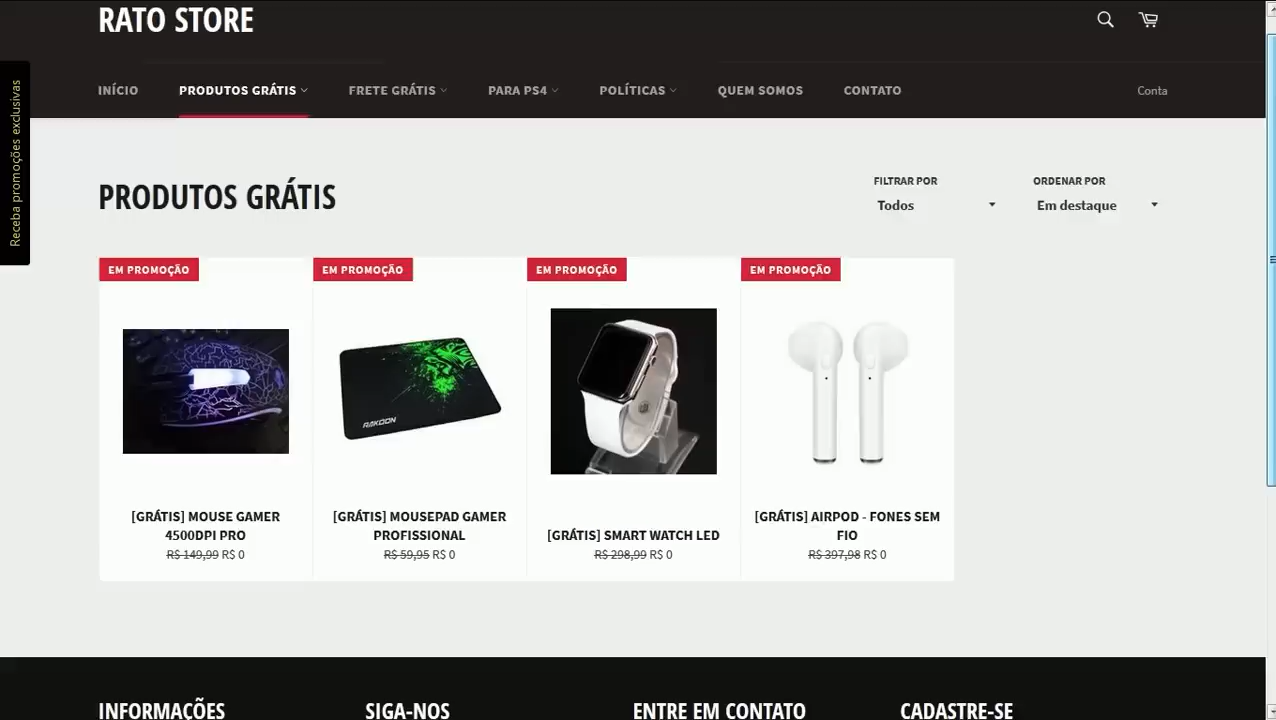 RATO STORE
INÍCIO
PRODUTOS GRÁTIS
FRETE GRÁTIS
PARA PS4
POLÍTICAS
QUEM SOMOS
CONTATO
Conta
Receba promoções exclusivas
PRODUTOS GRÁTIS
FILTRAR POR
Todos
ORDENAR POR
Em destaque
EM PROMOÇÃO
EM PROMOÇÃO
EM PROMOÇÃO
EM PROMOÇÃO
RAKOON
[GRÁTIS] MOUSE GAMER
4500DPI PRO
R$ 149,99 R$ 0
[GRÁTIS] MOUSEPAD GAMER
PROFISSIONAL
R$ 59,95 R$ 0
[GRÁTIS] SMART WATCH LED
R$ 298,99 R$ 0
[GRÁTIS] AIRPOD - FONES SEM
FIO
R$ 397,98 R$ 0
INFORMAÇÕES
SIGA-NOS
ENTRE EM CONTATO
CADASTRE-SE